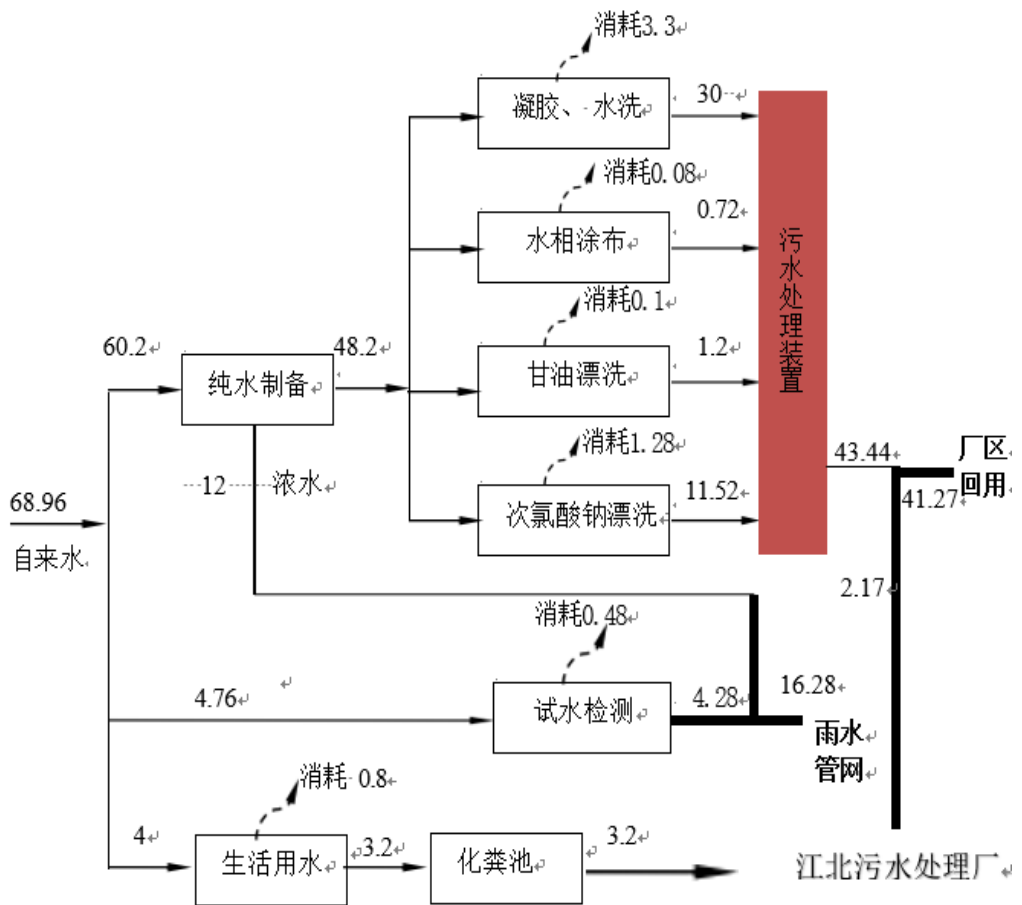 消耗3.3
凝胶、 水洗
30
消耗0.08
水相涂布
0.72
污水处理装置
消耗0.1
60.2
48.2
甘油漂洗
1.2
纯水制备
消耗1.28
43.44
厂区
回用
12
浓水
次氯酸钠漂洗
11.52
41.27
68.96
自来水
2.17
消耗0.48
4.76
试水检测
4.28
16.28
雨水
管网
消耗 0.8
4
生活用水
3.2
化粪池
3.2
江北污水处理厂